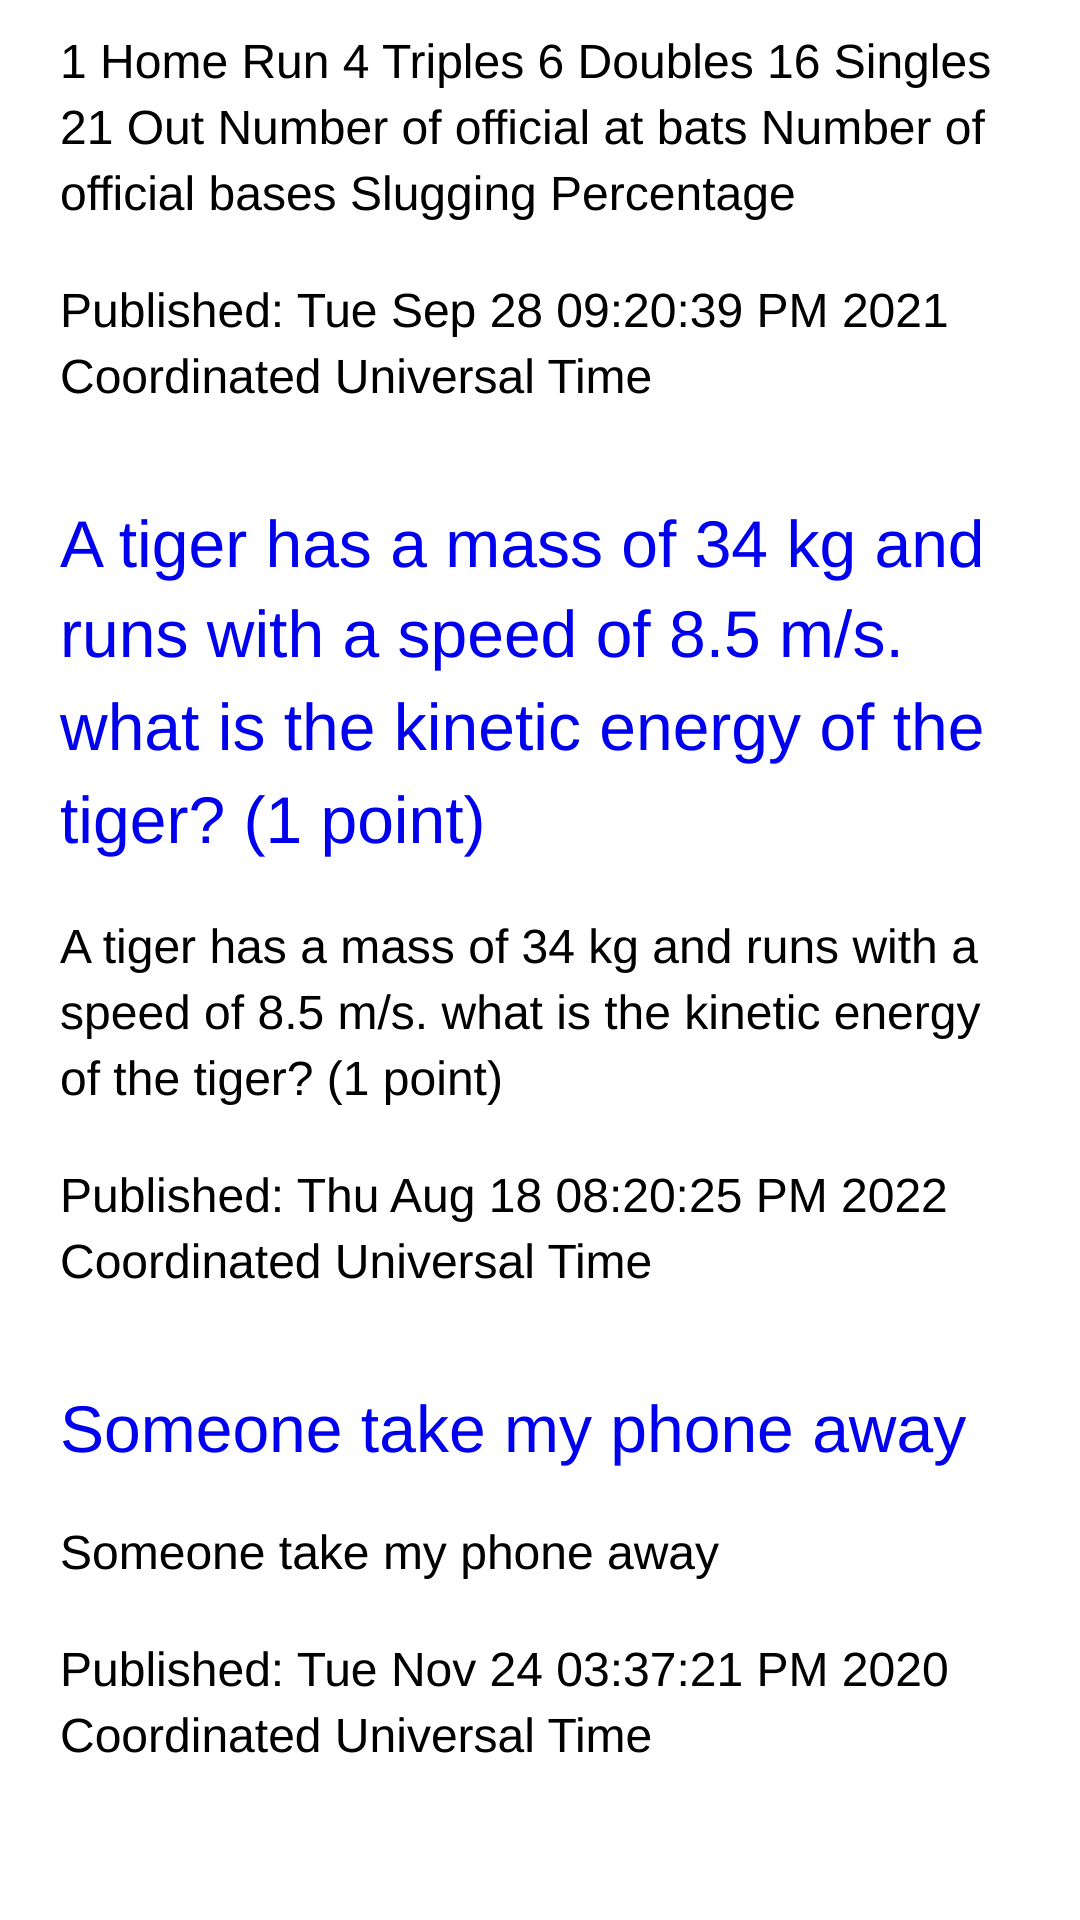 1 Home Run 4 Triples 6 Doubles 16 Singles
21 Out Number of official at bats Number of
official bases Slugging Percentage
Published: Tue Sep 28 09:20:39 PM 2021
Coordinated Universal Time
A tiger has a mass of 34 kg and
runs with a speed of 8.5 m/s.
what is the kinetic energy of the
tiger? (1 point)
A tiger has a mass of 34 kg and runs with a
speed of 8.5 m/s. what is the kinetic energy
of the tiger? (1 point)
Published: Thu Aug 18 08:20:25 PM 2022
Coordinated Universal Time
Someone take my phone away
Someone take my phone away
Published: Tue Nov 24 03:37:21 PM 2020
Coordinated Universal Time